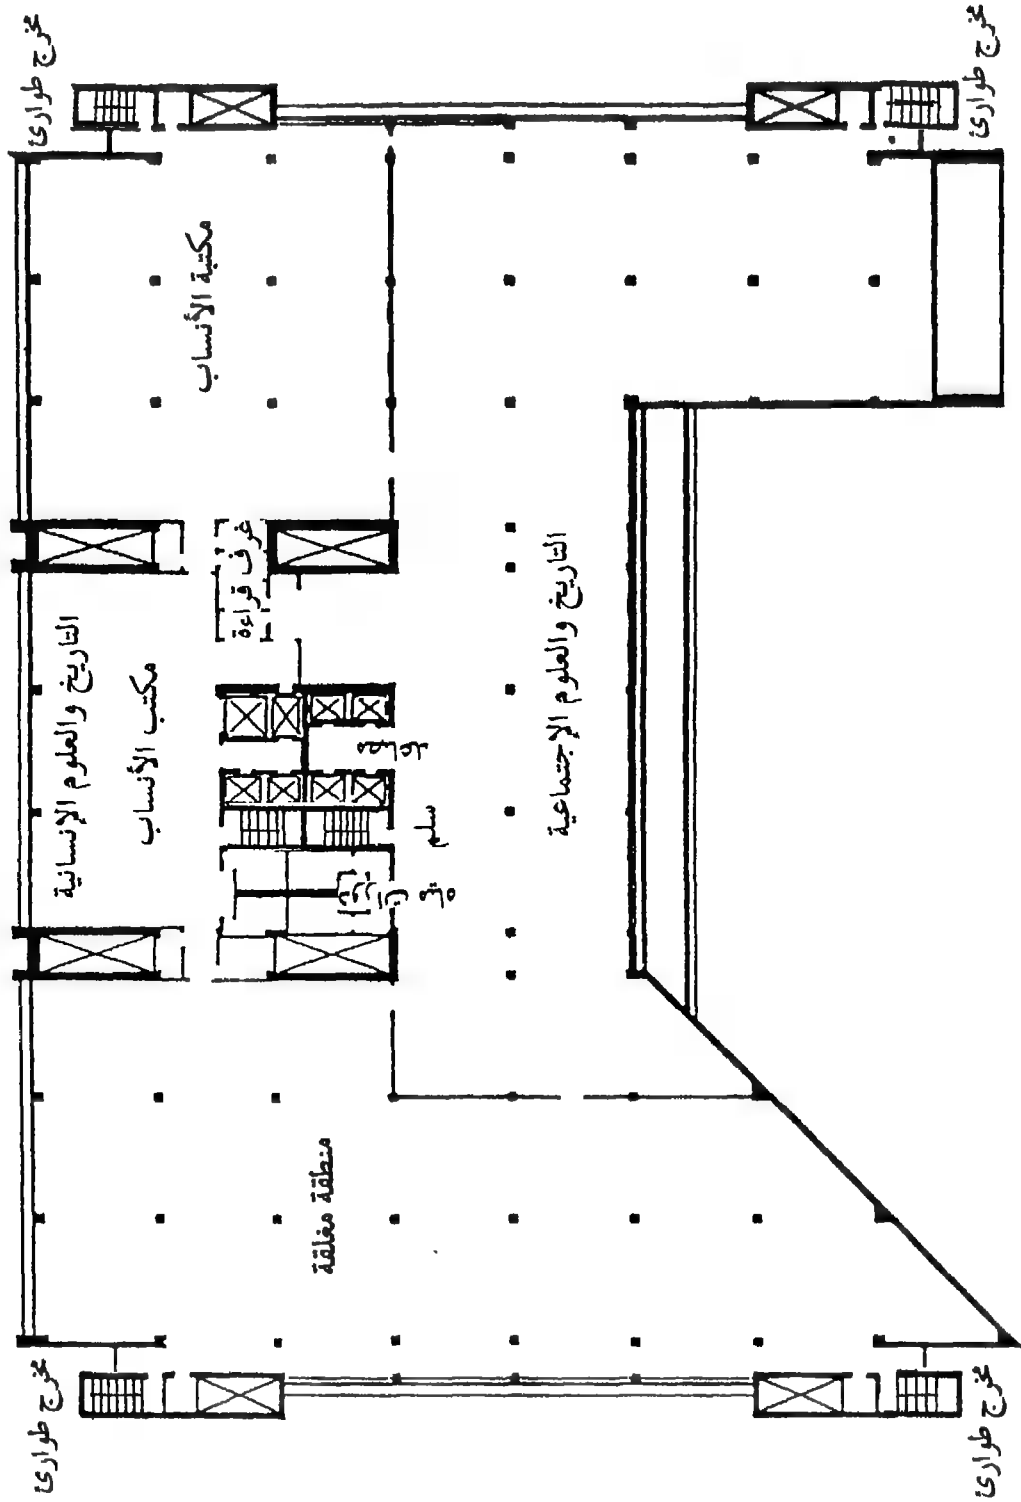 مخرج طوارئ
مخرج طوارئ
مكتبة الأنساب
غرف قراءة
التاريخ والعلوم الإنسانية
مكتب الأنساب
التاريخ والعلوم الإجتماعية
سلم
منطقة مغلقة
مخرج طوارئ
مخرج طوارئ